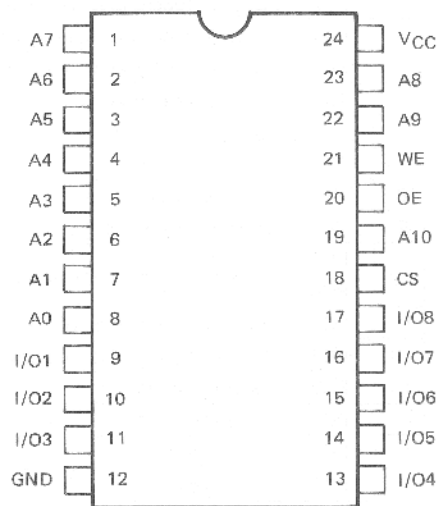 A7 1 24 VCC
A6 2 23 A8
A5 3 22 A9
A4 4 21 WE
A3 5 20 OE
A2 6 19 A10
A1 7 18 CS
A0 8 17 I/O8
I/O1 9 16 I/O7
I/O2 10 15 I/O6
I/O3 11 14 I/O5
GND 12 13 I/O4